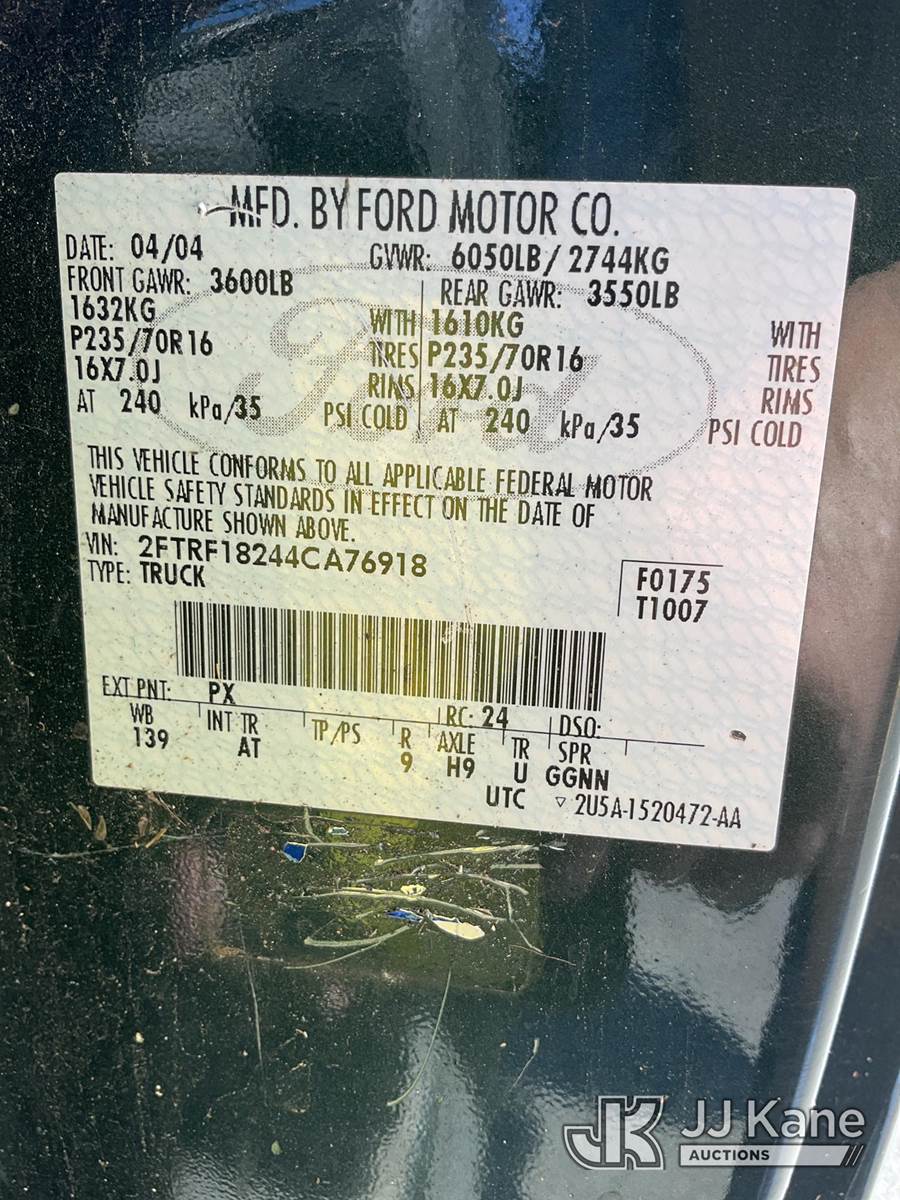 MFD. BY FORD MOTOR CO.
DATE: 04/04 GVWR: 6050LB/ 2744KG
FRONT GAWR: 3600LB REAR GAWR: 3550LB
1632KG WITH 1610KG WITH
P235/70R16 TIRES P235/70R16 TIRES
16X7.0J RIMS 16X7.0J RIMS
AT 240 kPa/35 PSI COLD AT 240 kPa/35 PSI COLD
Ford
THIS VEHICLE CONFORMS TO ALL APPLICABLE FEDERAL MOTOR
VEHICLE SAFETY STANDARDS IN EFFECT ON THE DATE OF
MANUFACTURE SHOWN ABOVE.
VIN: 2FTRF18244CA76918
TYPE: TRUCK
F0175
T1007
EXT PNT: PX RC: 24 DSO:
WB INT TR TP/PS R AXLE TR SPR
139 AT 9 H9 U GGNN
UTC ▽ 2U5A-1520472-AA
JK JJ Kane
AUCTIONS